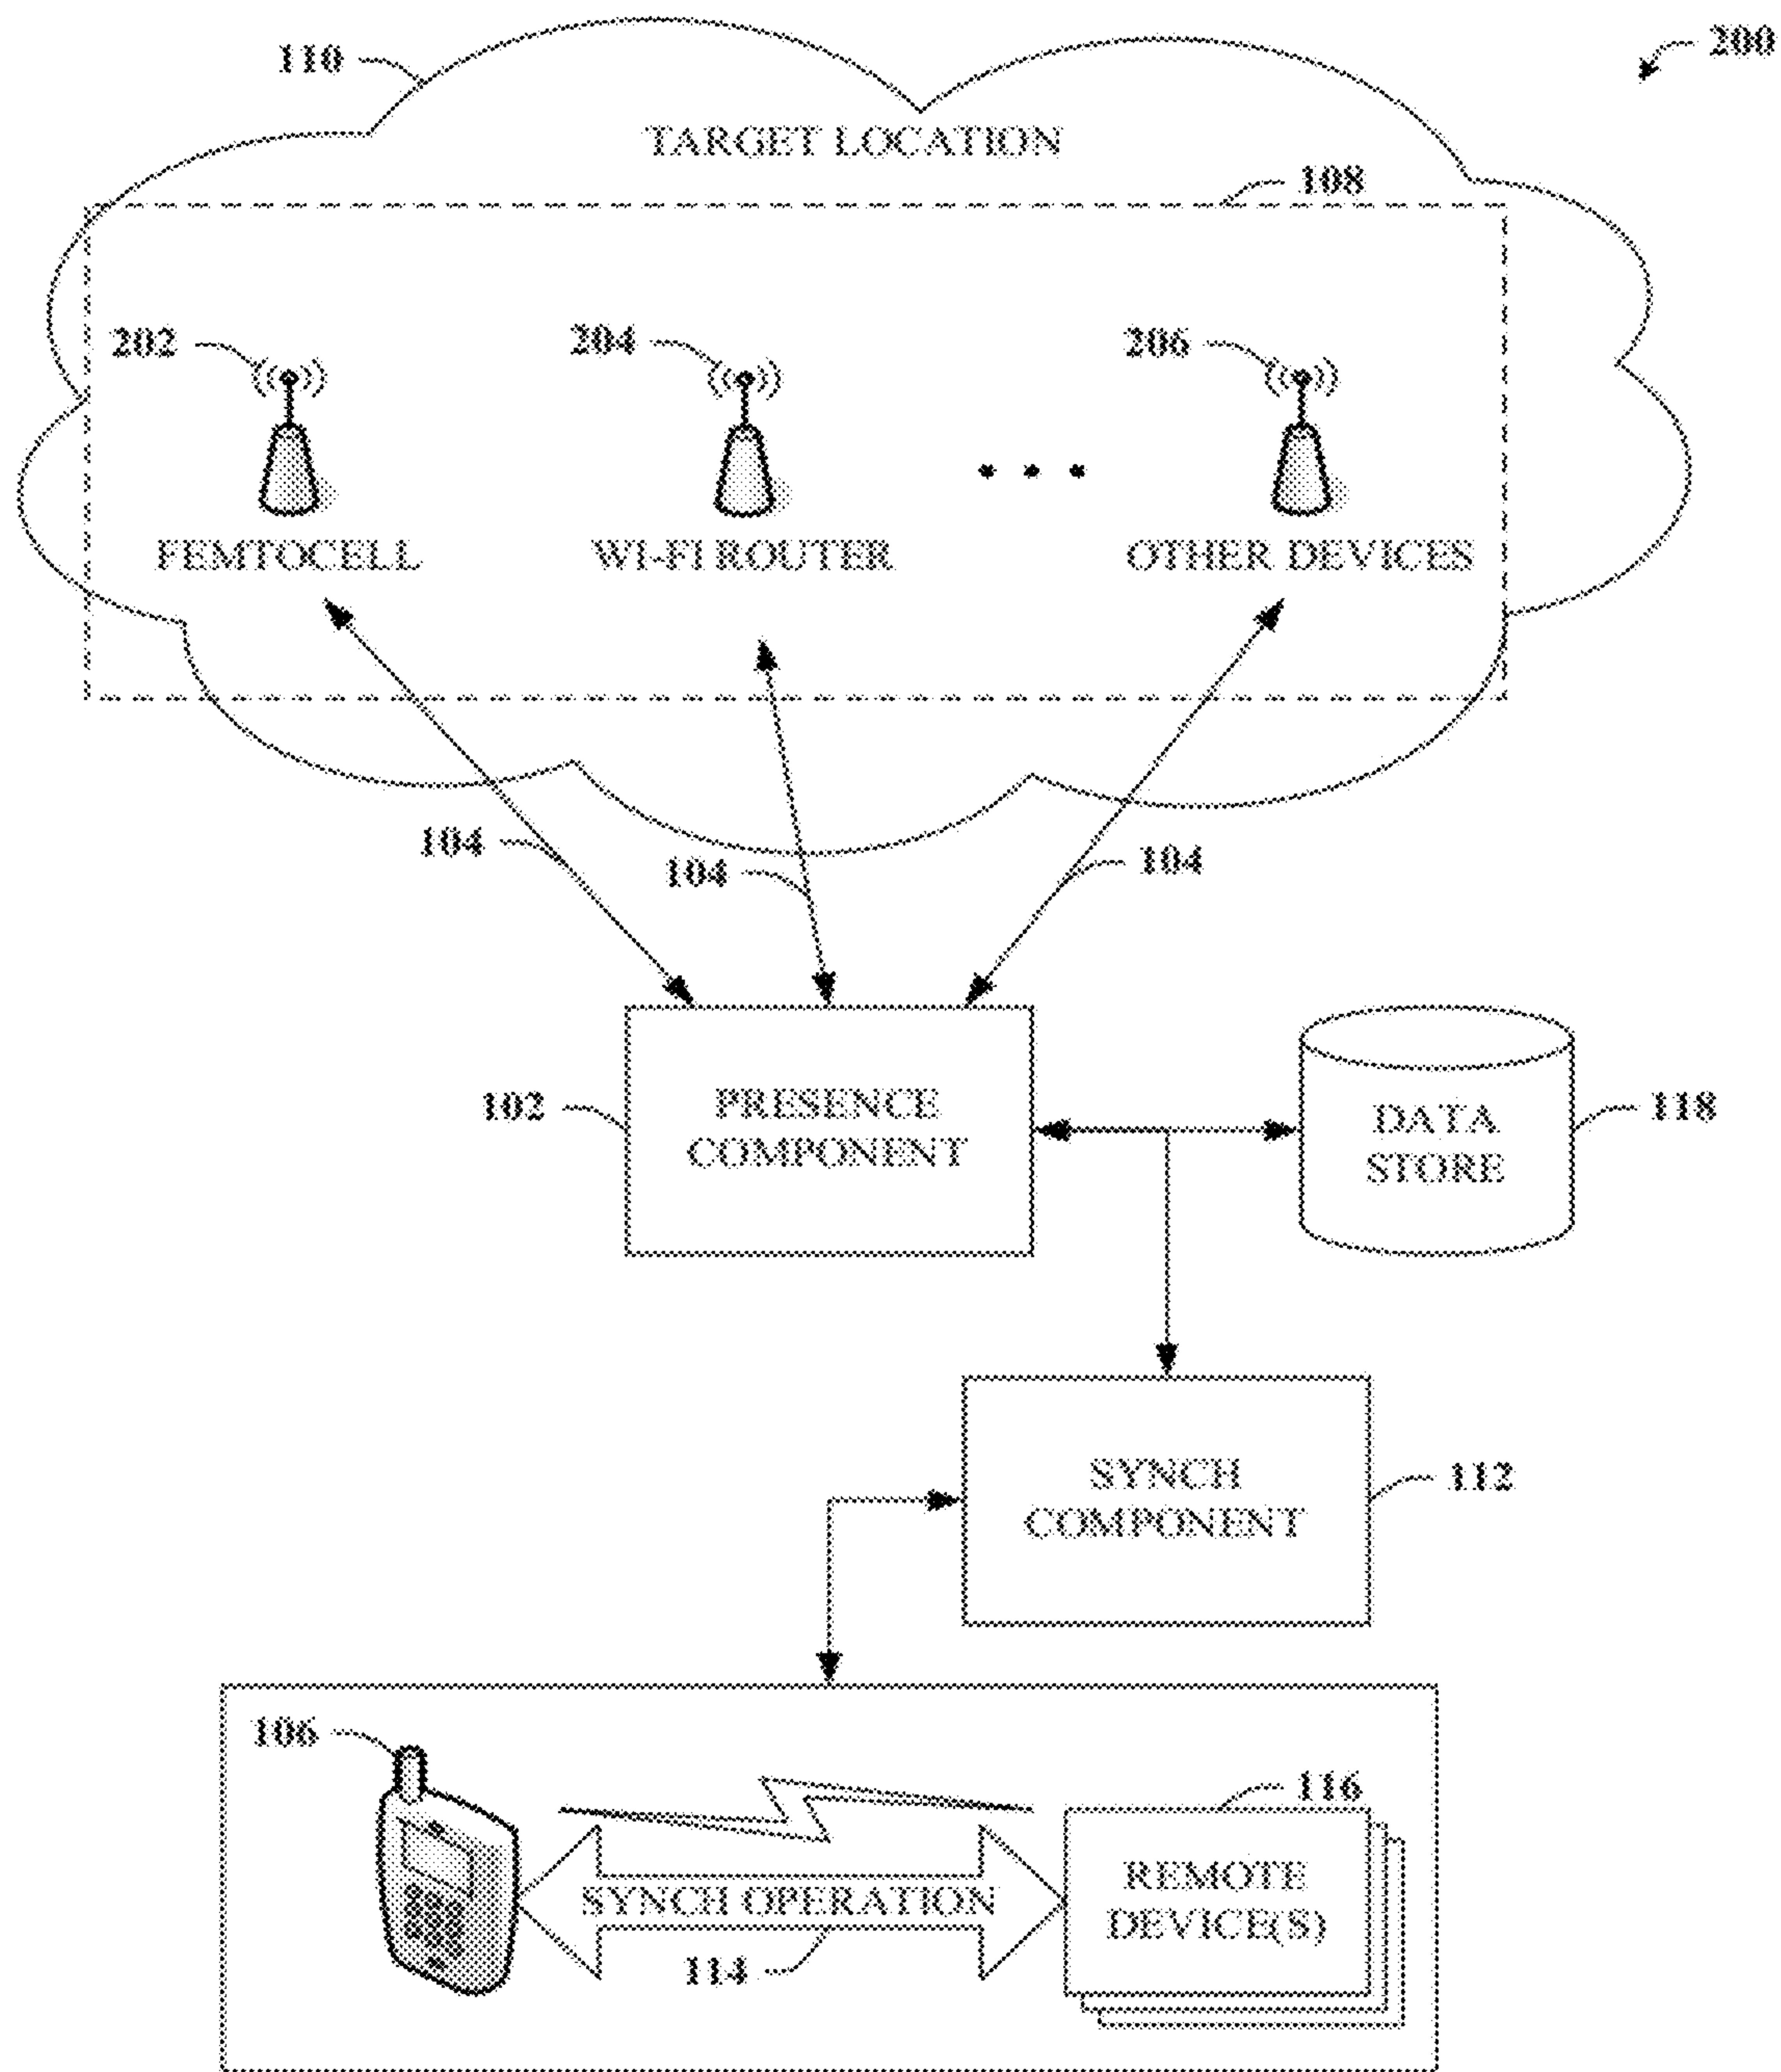 200
110
TARGET LOCATION
108
202
204
206
FEMTOCELL
WI-FI ROUTER
OTHER DEVICES
104
104
104
102
PRESENCE
COMPONENT
DATA
STORE
118
SYNCH
COMPONENT
112
106
116
REMOTE
DEVICE(S)
SYNCH OPERATION
114